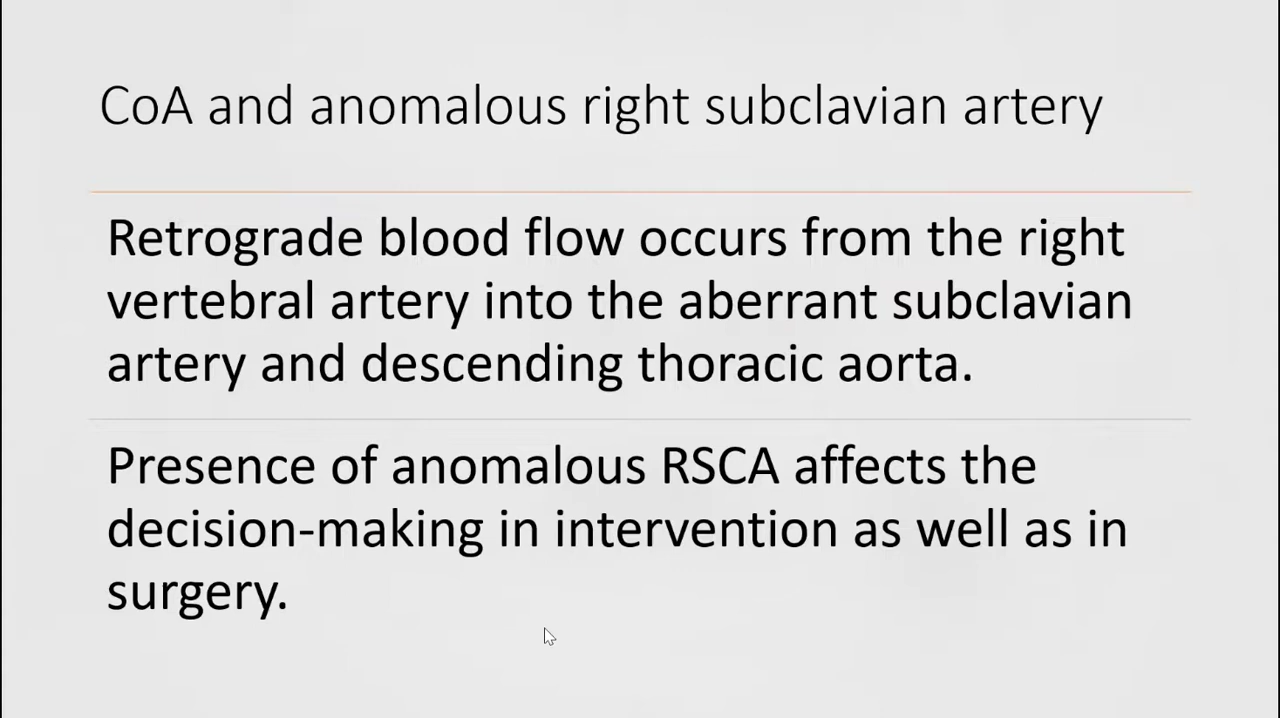 CoA and anomalous right subclavian artery
Retrograde blood flow occurs from the right
vertebral artery into the aberrant subclavian
artery and descending thoracic aorta.
Presence of anomalous RSCA affects the
decision-making in intervention as well as in
surgery.